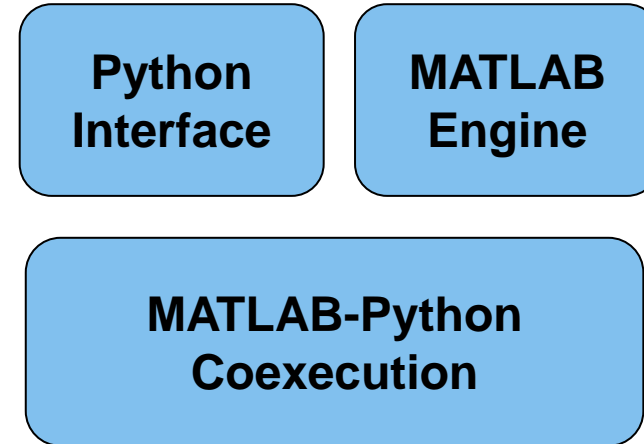 Python
Interface
MATLAB
Engine
MATLAB-Python
Coexecution